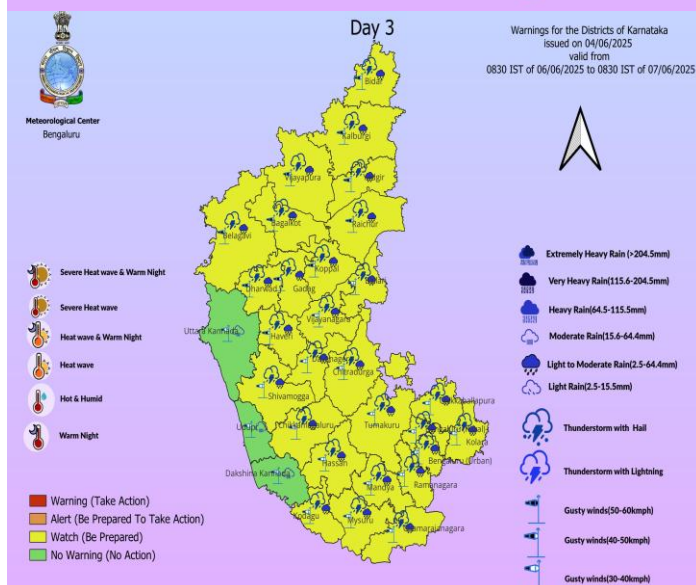 Day 3
Warnings for the Districts of Karnataka
issued on 04/06/2025
valid from
0830 IST of 06/06/2025 to 0830 IST of 07/06/2025
Meteorological Center
Bengaluru
Bidar
Kalburgi
Vijayapura
Yadgir
Bagalkot
Raichur
Belagavi
Koppal
Dharwad
Gadag
Ballari
Uttara Kannada
Haveri
Vijayanagara
Davanagere
Chitradurga
Shivamogga
Udupi
Chikkamagaluru
Tumakuru
Chikkaballapura
Kolara
Bengaluru (Urban)
Hassan
Dakshina Kannada
Mandya
Ramanagara
Kodagu
Mysuru
Chamarajanagara
Severe Heat wave & Warm Night
Severe Heat wave
Heat wave & Warm Night
Heat wave
Hot & Humid
Warm Night
Extremely Heavy Rain (>204.5mm)
Very Heavy Rain(115.6-204.5mm)
Heavy Rain(64.5-115.5mm)
Moderate Rain(15.6-64.4mm)
Light to Moderate Rain(2.5-64.4mm)
Light Rain(2.5-15.5mm)
Thunderstorm with Hail
Thunderstorm with Lightning
Gusty winds(50-60kmph)
Gusty winds(40-50kmph)
Gusty winds(30-40kmph)
Warning (Take Action)
Alert (Be Prepared To Take Action)
Watch (Be Prepared)
No Warning (No Action)